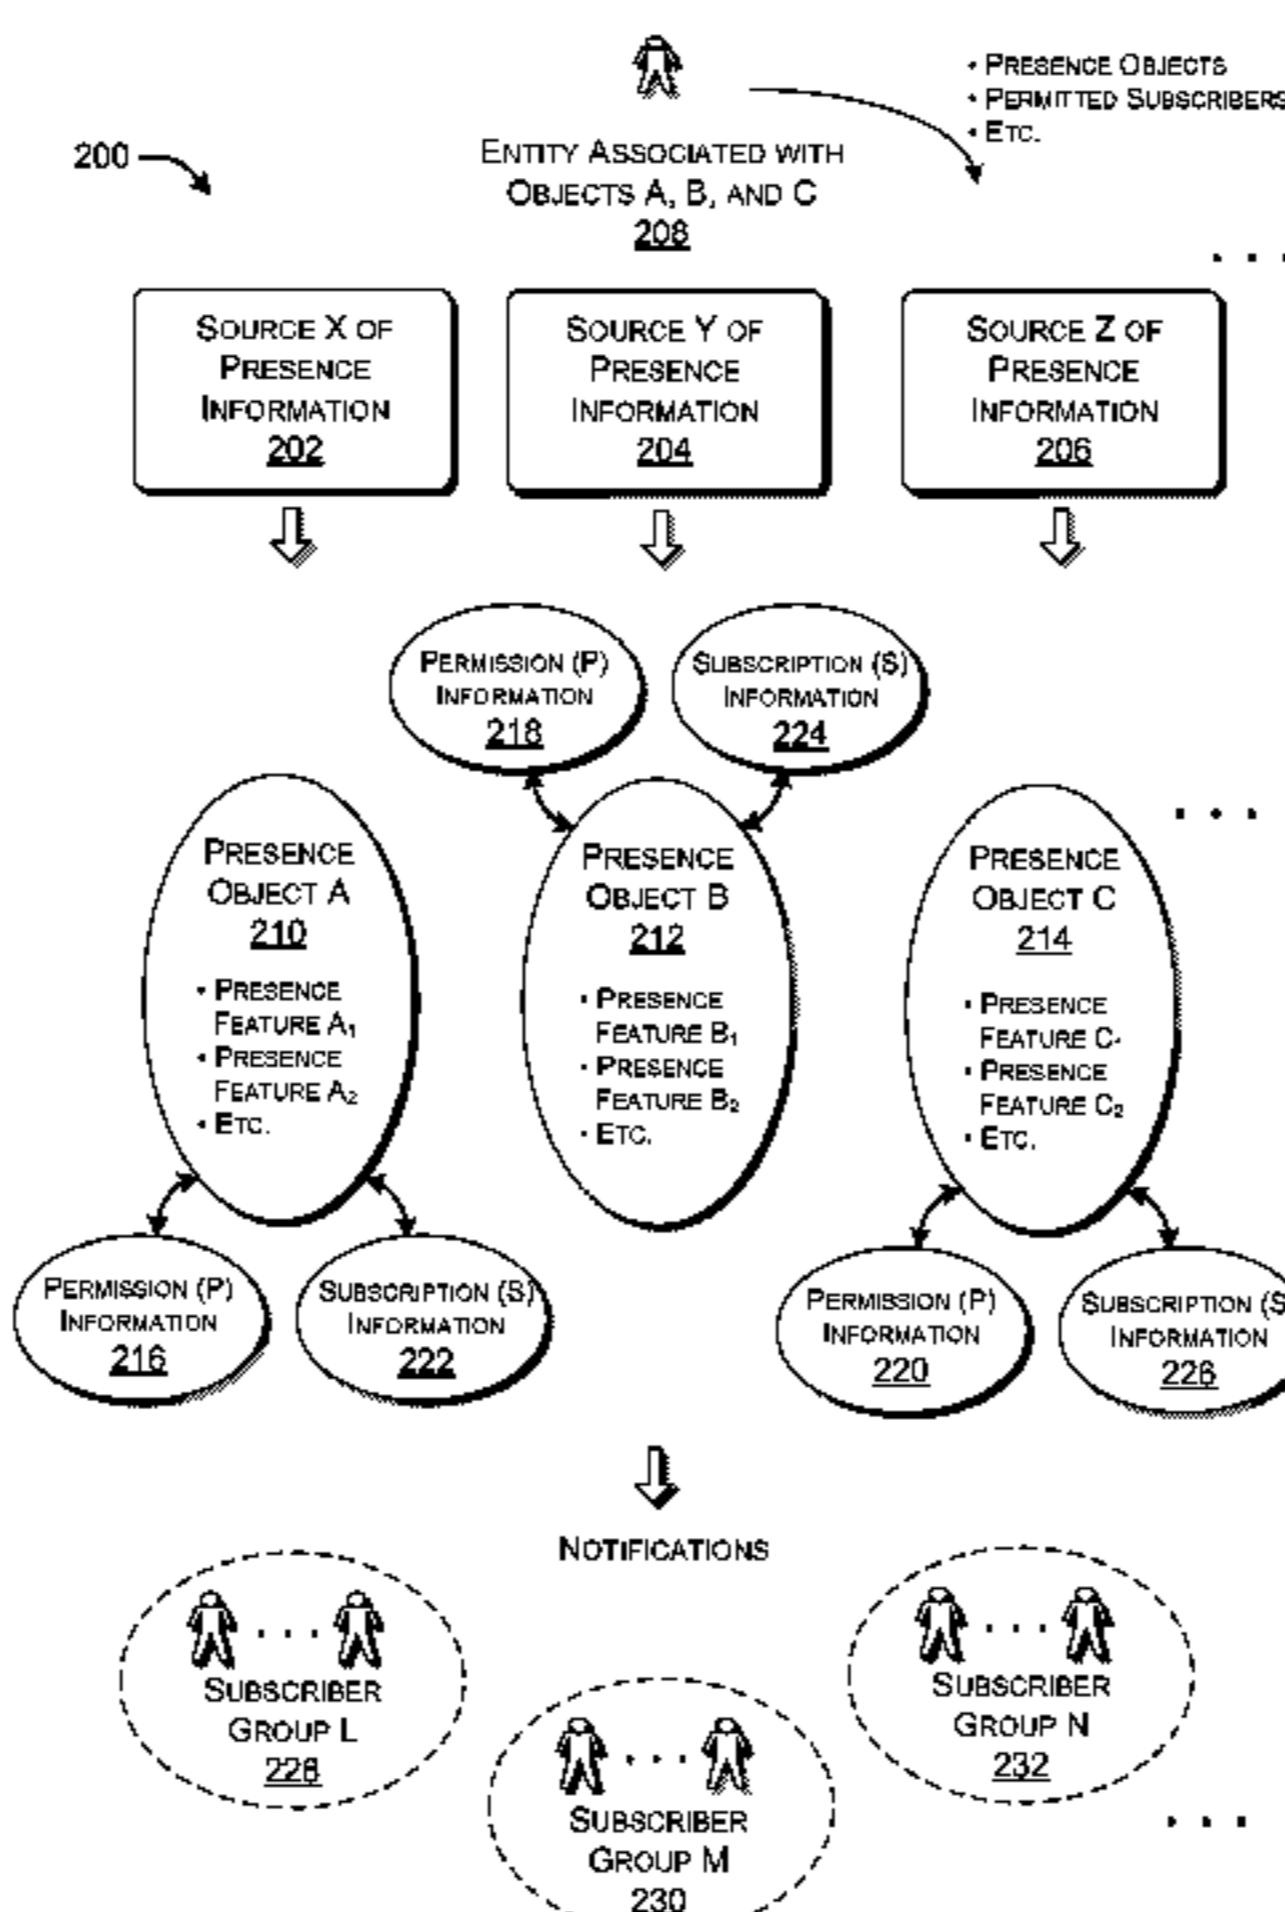 • PRESENCE OBJECTS
• PERMITTED SUBSCRIBERS
• ETC.
200
ENTITY ASSOCIATED WITH
OBJECTS A, B, AND C
208
. . .
SOURCE X OF
PRESENCE
INFORMATION
202
SOURCE Y OF
PRESENCE
INFORMATION
204
SOURCE Z OF
PRESENCE
INFORMATION
206
PERMISSION (P)
INFORMATION
218
SUBSCRIPTION (S)
INFORMATION
224
PRESENCE
OBJECT A
210
• PRESENCE
FEATURE A1
• PRESENCE
FEATURE A2
• ETC.
PRESENCE
OBJECT B
212
• PRESENCE
FEATURE B1
• PRESENCE
FEATURE B2
• ETC.
PRESENCE
OBJECT C
214
• PRESENCE
FEATURE C1
• PRESENCE
FEATURE C2
• ETC.
. . .
PERMISSION (P)
INFORMATION
216
SUBSCRIPTION (S)
INFORMATION
222
PERMISSION (P)
INFORMATION
220
SUBSCRIPTION (S
INFORMATION
226
NOTIFICATIONS
. . .
SUBSCRIBER
GROUP L
228
. . .
SUBSCRIBER
GROUP M
230
. . .
SUBSCRIBER
GROUP N
232
. . .